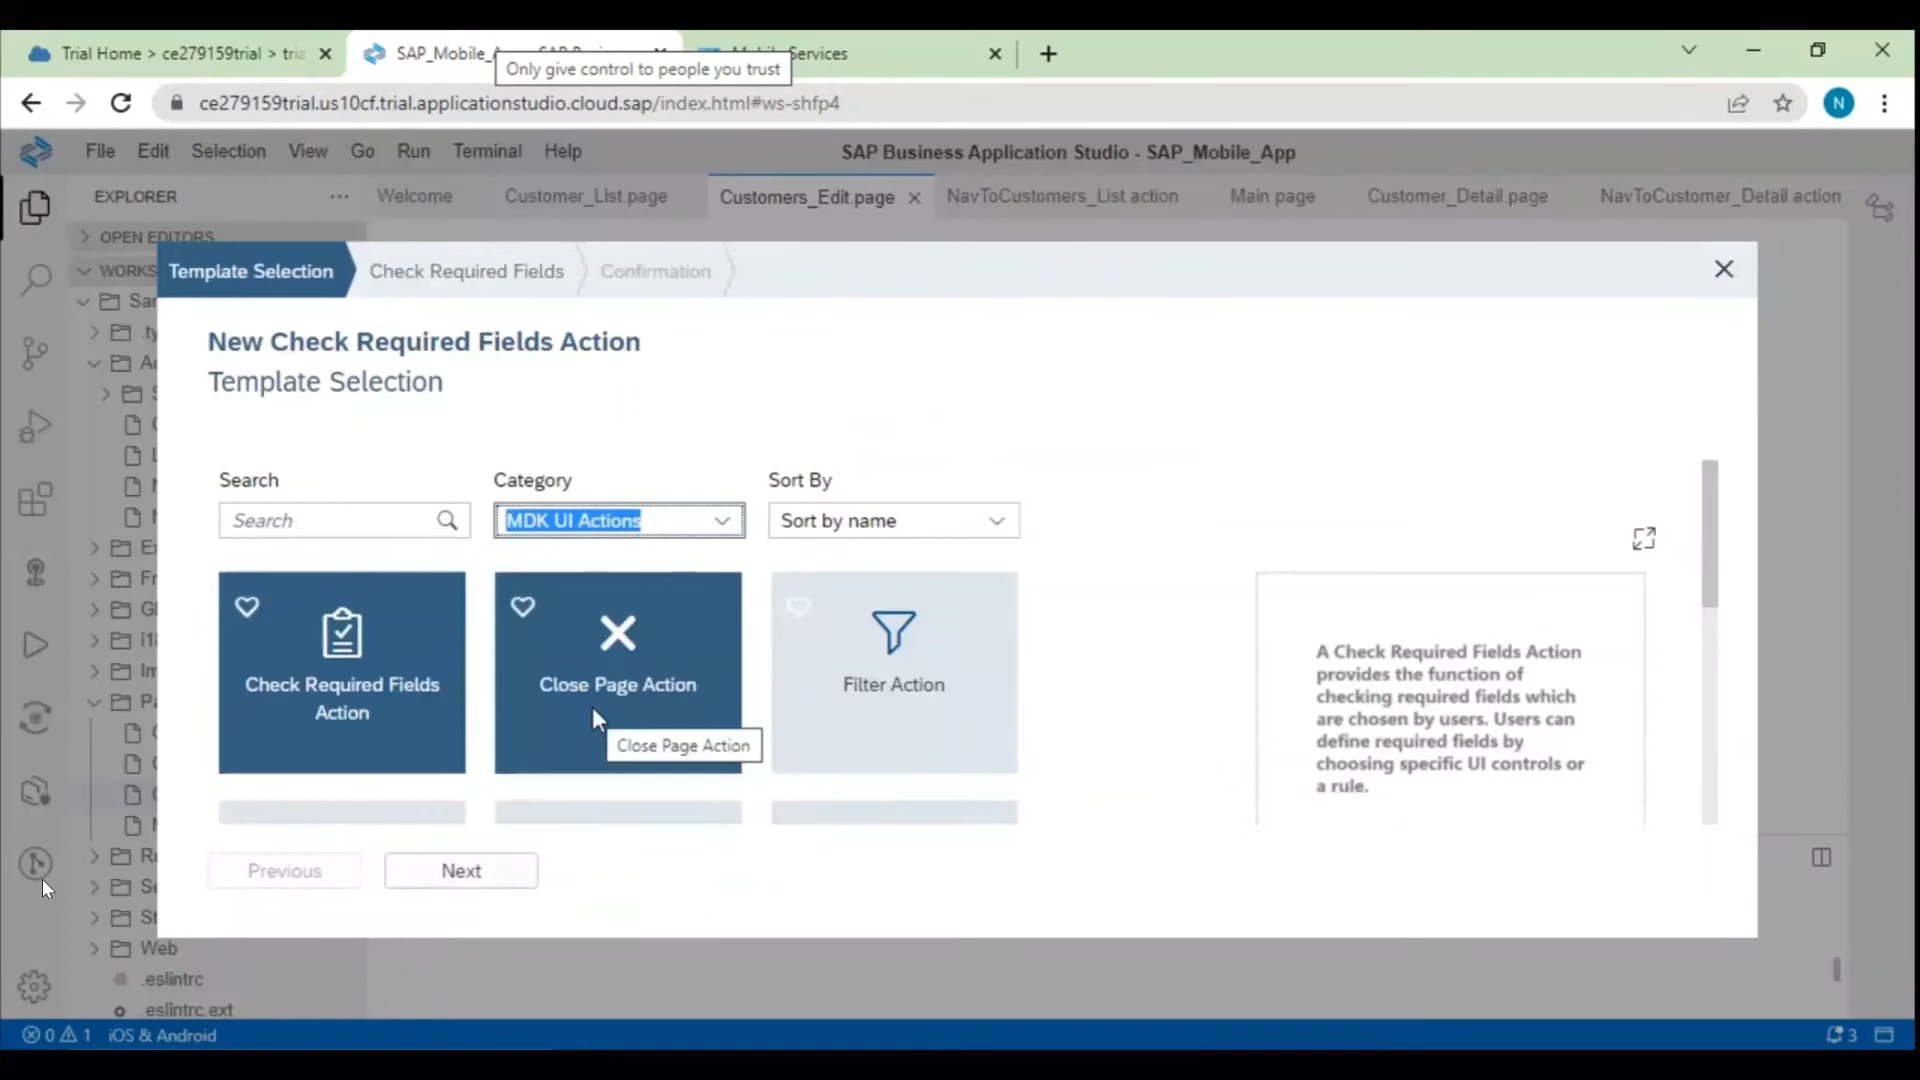 Trial Home > ce279159trial > tria
Only give control to people you trust
Services
ce279159trial.us10cf.trial.applicationstudio.cloud.sap/index.html#ws-shfp4
N
File Edit Selection View Go Run Terminal Help
SAP Business Application Studio - SAP_Mobile_App
EXPLORER
Welcome
Customer_List.page
Customers_Edit.page
NavToCustomers_List.action
Main page
Customer_Detail.page
NavToCustomer_Detail action
OPEN EDITORS
Template Selection
Check Required Fields
Confirmation
New Check Required Fields Action
Template Selection
Search
Category
Sort By
Search
MDK UI Actions
Sort by name
Check Required Fields
Action
Close Page Action
Filter Action
Close Page Action
A Check Required Fields Action
provides the function of
checking required fields which
are chosen by users. Users can
define required fields by
choosing specific UI controls or
a rule.
Previous
Next
Web
.eslintrc
.eslintrc.ext
0 1 iOS & Android
3